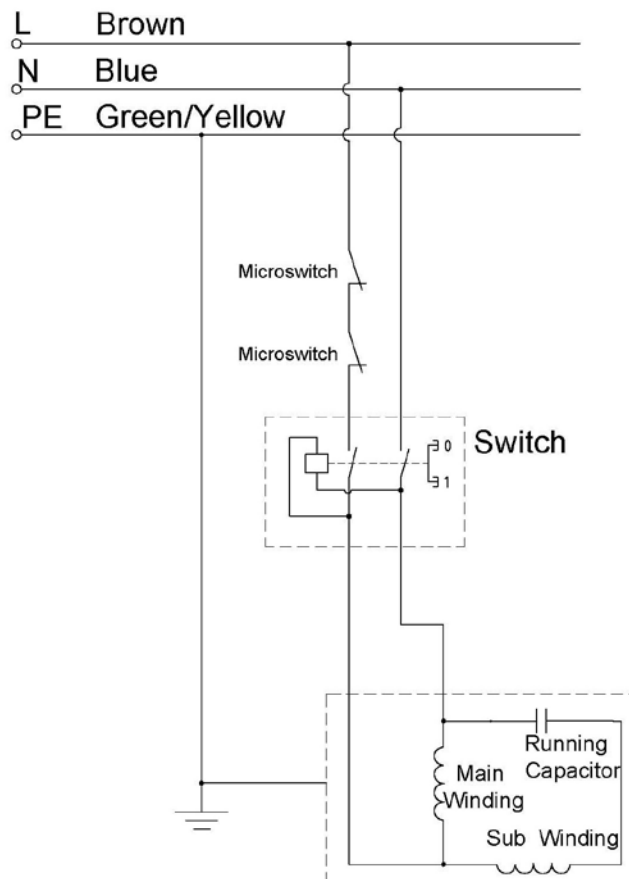 L Brown
N Blue
PE Green/Yellow
Microswitch
Microswitch
0
Switch
1
Running
Capacitor
Main
Winding
Sub Winding